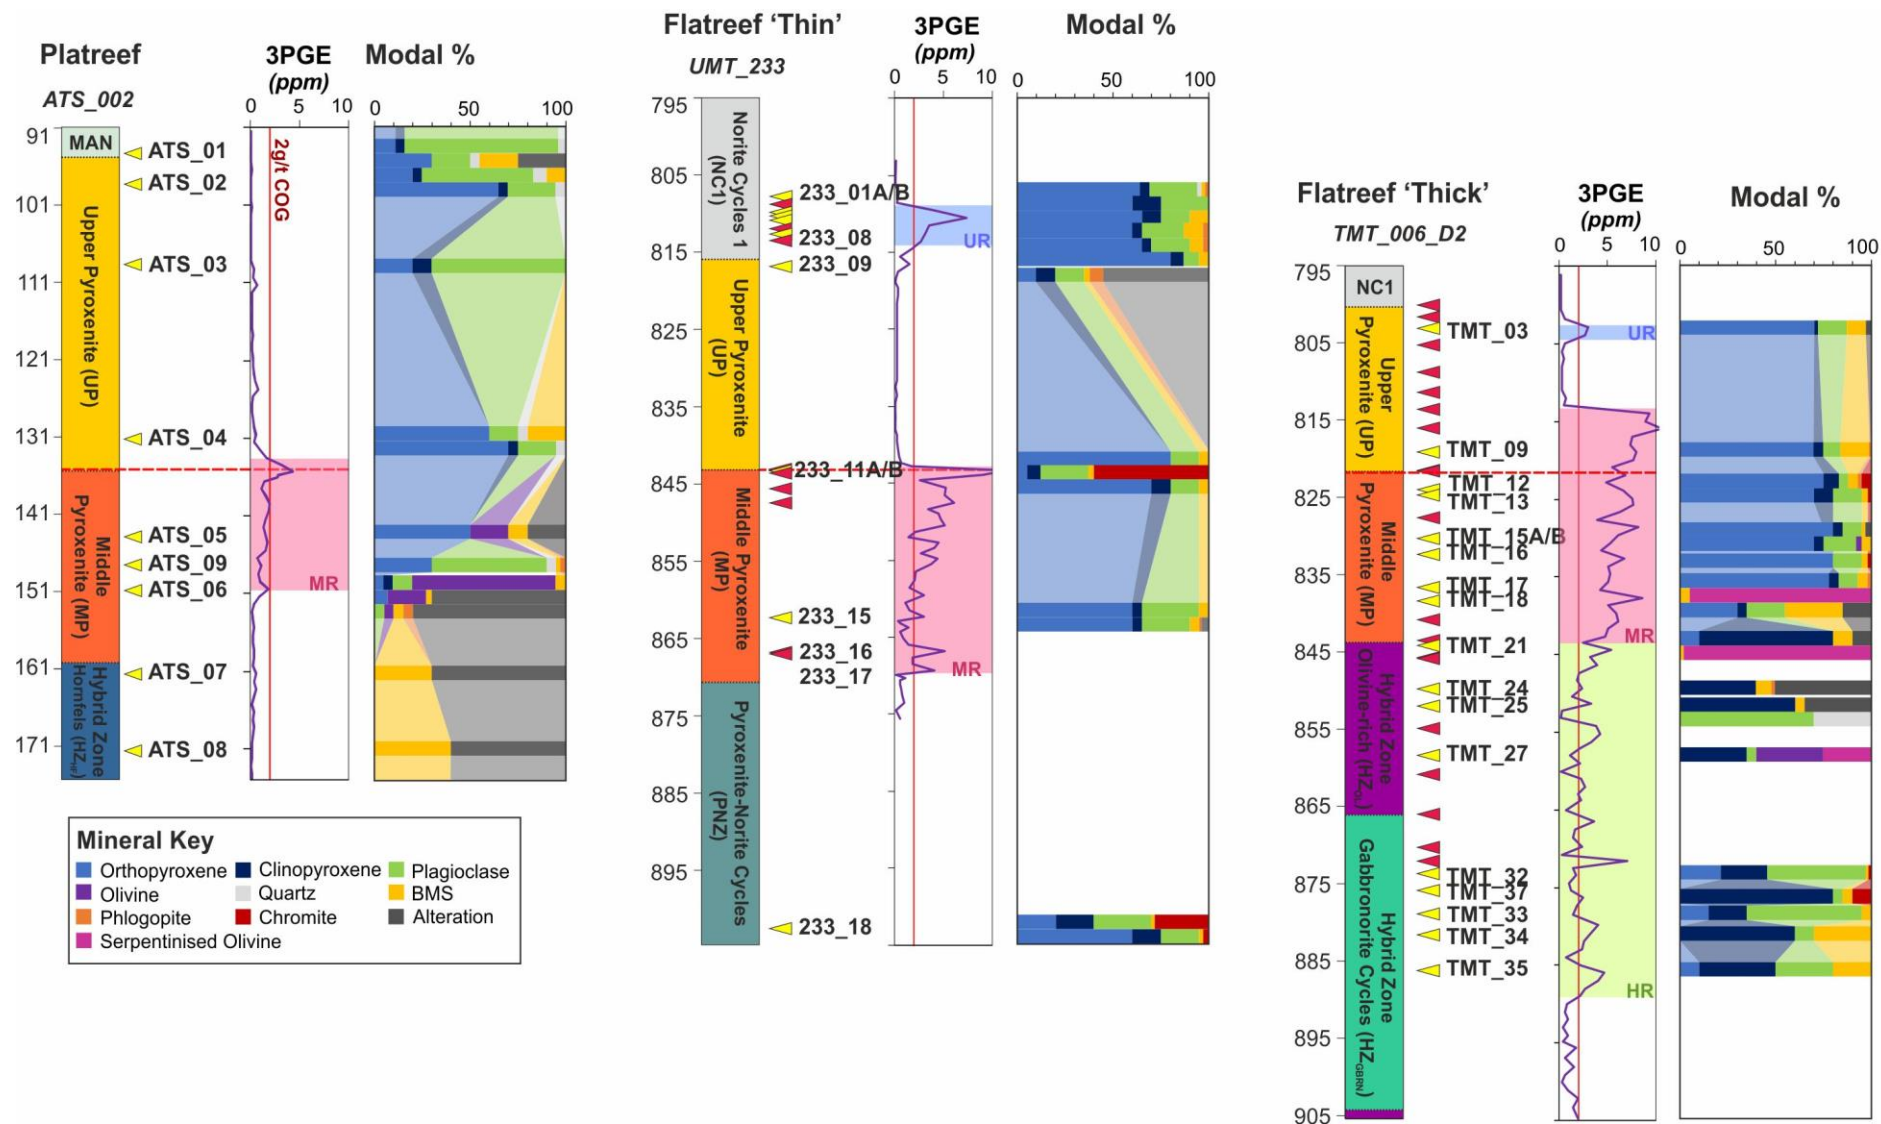 Platreef
ATS_002
3PGE
(ppm)
Modal %
0
5
10
0
50
100
91
101
111
121
131
141
151
161
171
MAN
Upper Pyroxenite (UP)
Middle
Pyroxenite (MP)
Hybrid Zone
Hornfels (HZHF)
ATS_01
ATS_02
ATS_03
ATS_04
ATS_05
ATS_09
ATS_06
ATS_07
ATS_08
2g/t COG
MR
Mineral Key
Orthopyroxene
Clinopyroxene
Plagioclase
Olivine
Quartz
BMS
Phlogopite
Chromite
Alteration
Serpentinised Olivine
Flatreef ‘Thin’
UMT_233
3PGE
(ppm)
Modal %
0
5
10
0
50
100
795
805
815
825
835
845
855
865
875
885
895
Norite Cycles 1
(NC1)
Upper Pyroxenite
(UP)
Middle Pyroxenite
(MP)
Pyroxenite-Norite Cycles
(PNZ)
233_01A/B
233_08
233_09
233_11A/B
233_15
233_16
233_17
233_18
UR
MR
Flatreef ‘Thick’
TMT_006_D2
3PGE
(ppm)
Modal %
0
5
10
0
50
100
795
805
815
825
835
845
855
865
875
885
895
905
NC1
Upper
Pyroxenite (UP)
Middle
Pyroxenite (MP)
Hybrid Zone
Olivine-rich (HZOL)
Hybrid Zone
Gabbronorite Cycles (HZGBRN)
TMT_03
TMT_09
TMT_12
TMT_13
TMT_15A/B
TMT_16
TMT_17
TMT_18
TMT_21
TMT_24
TMT_25
TMT_27
TMT_32
TMT_37
TMT_33
TMT_34
TMT_35
UR
MR
HR